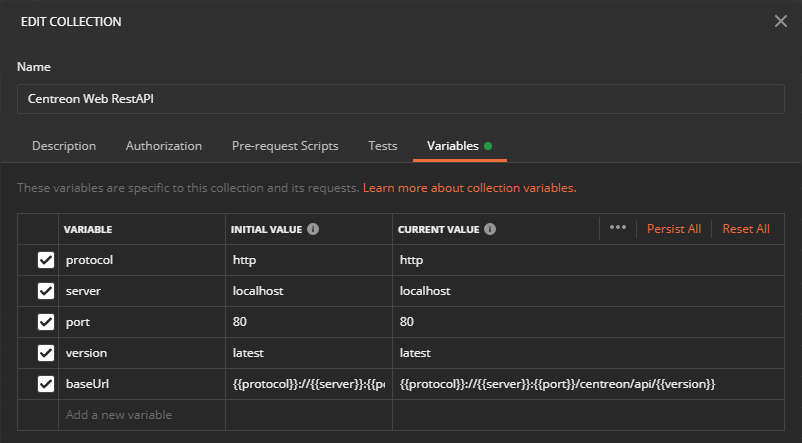 EDIT COLLECTION
Name
Centreon Web RestAPI
Description Authorization Pre-request Scripts Tests Variables
These variables are specific to this collection and its requests. Learn more about collection variables.
VARIABLE INITIAL VALUE CURRENT VALUE ••• Persist All Reset All
protocol http http
server localhost localhost
port 80 80
version latest latest
baseUrl {{protocol}}://{{server}}:{{p {{protocol}}://{{server}}:{{port}}/centreon/api/{{version}}
Add a new variable